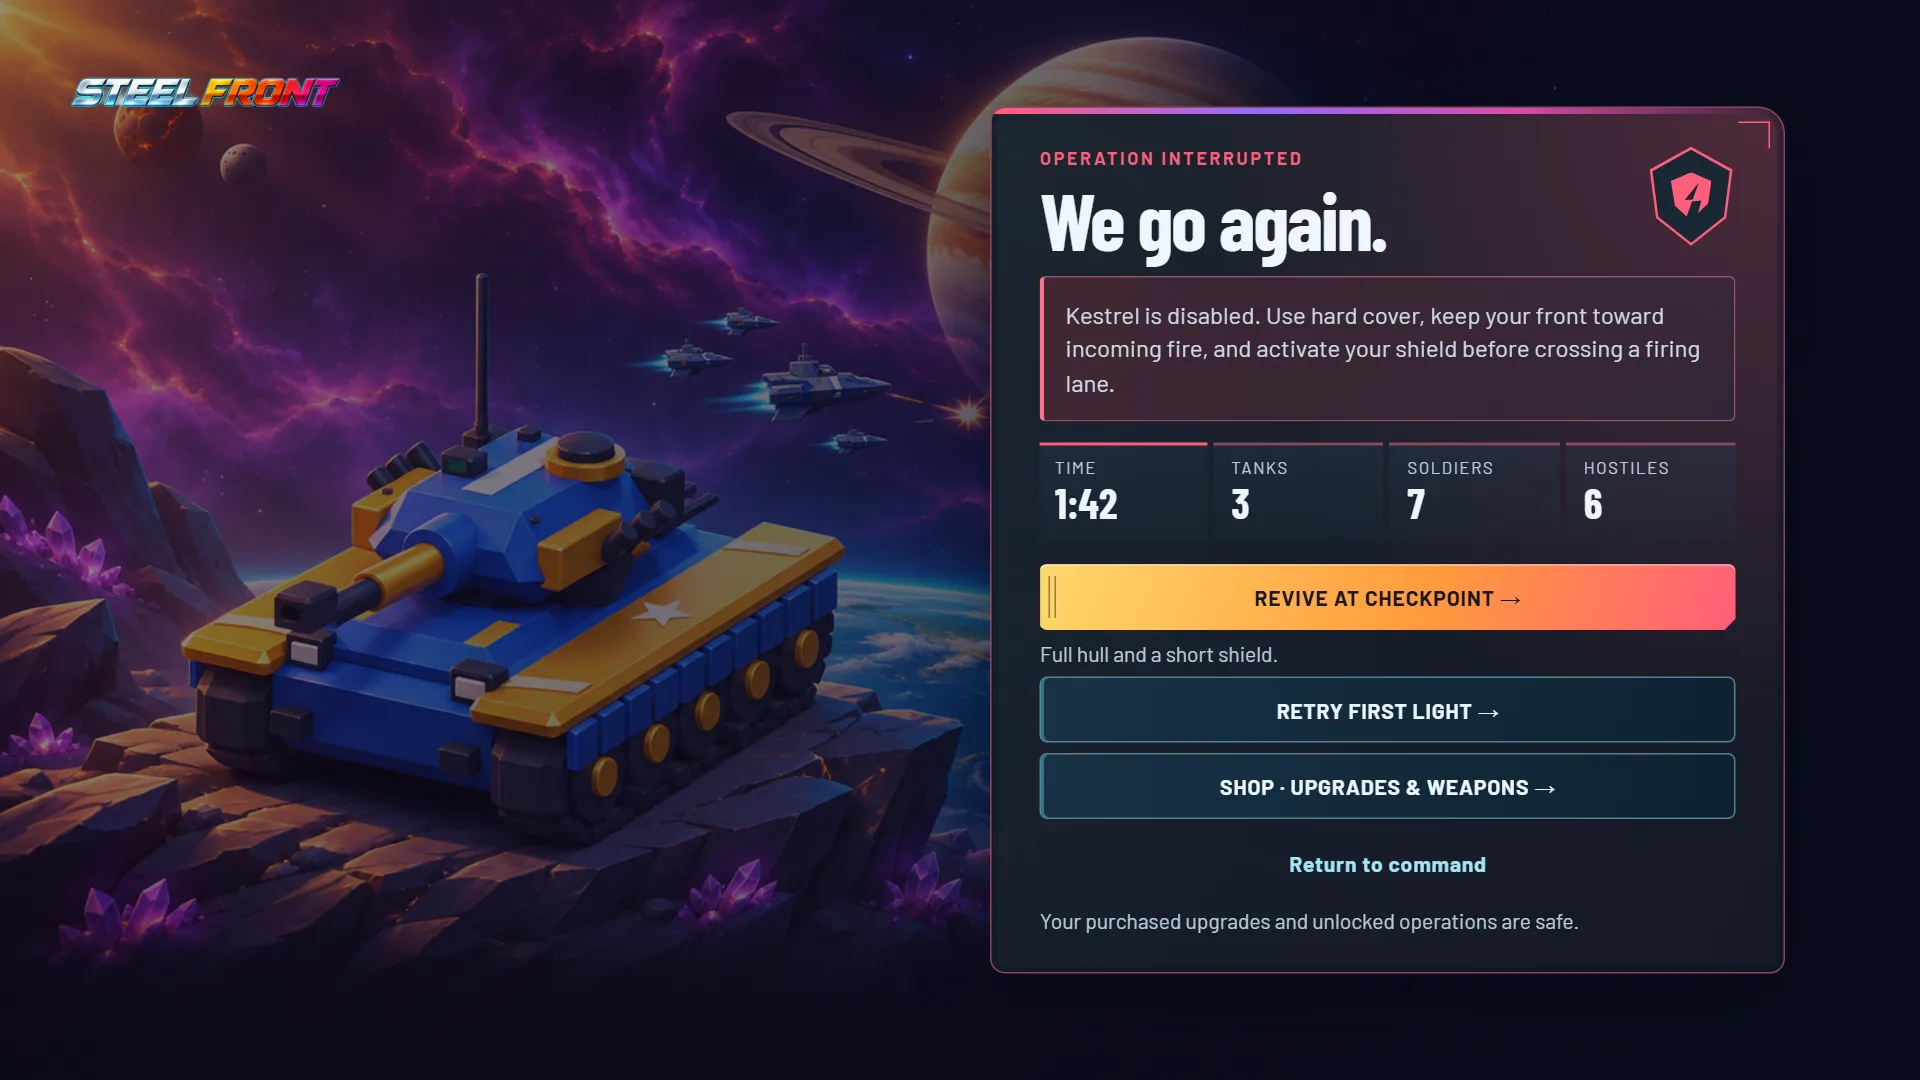 STEEL FRONT
OPERATION INTERRUPTED
We go again.
Kestrel is disabled. Use hard cover, keep your front toward
incoming fire, and activate your shield before crossing a firing
lane.
TIME
1:42
TANKS
3
SOLDIERS
7
HOSTILES
6
REVIVE AT CHECKPOINT →
Full hull and a short shield.
RETRY FIRST LIGHT →
SHOP · UPGRADES & WEAPONS →
Return to command
Your purchased upgrades and unlocked operations are safe.